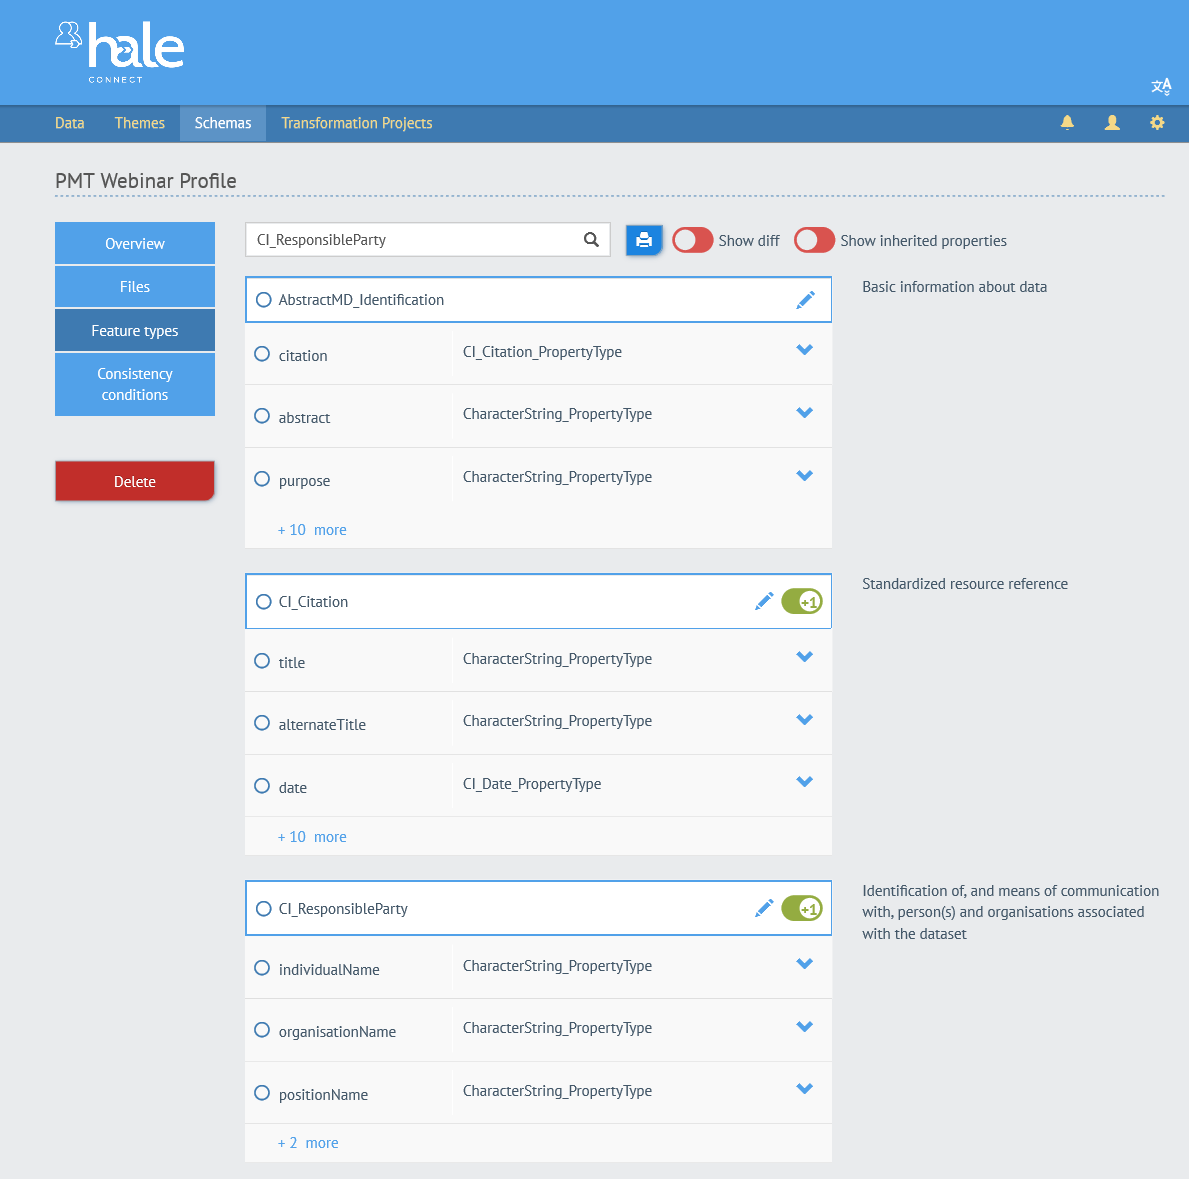 hale
CONNECT
文A
Data Themes Schemas Transformation Projects
PMT Webinar Profile
Overview
Files
Feature types
Consistency
conditions
Delete
CI_ResponsibleParty
Show diff
Show inherited properties
AbstractMD_Identification
Basic information about data
citation CI_Citation_PropertyType
abstract CharacterString_PropertyType
purpose CharacterString_PropertyType
+ 10 more
CI_Citation +1
Standardized resource reference
title CharacterString_PropertyType
alternateTitle CharacterString_PropertyType
date CI_Date_PropertyType
+ 10 more
CI_ResponsibleParty +1
Identification of, and means of communication
with, person(s) and organisations associated
with the dataset
individualName CharacterString_PropertyType
organisationName CharacterString_PropertyType
positionName CharacterString_PropertyType
+ 2 more